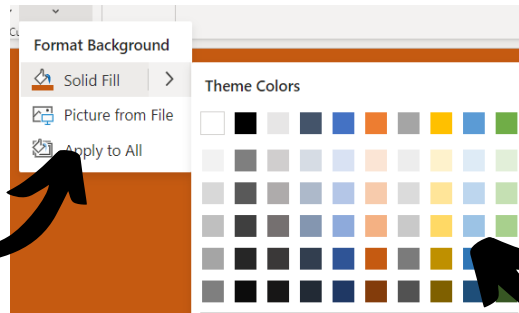 Format Background
Solid Fill
Picture from File
Apply to All
Theme Colors